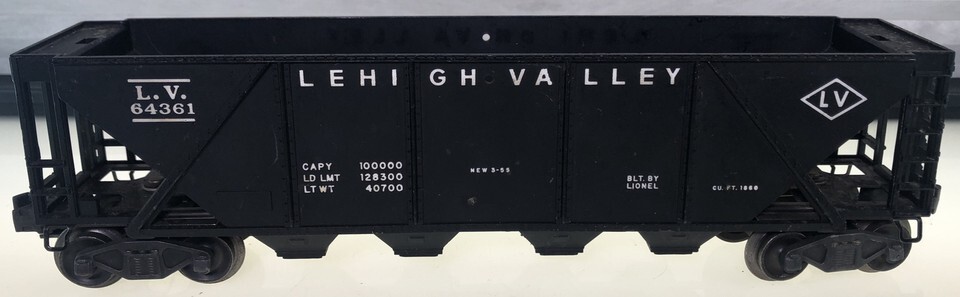 L.V.
64361
LEHIGH VALLEY
LV
CAPY 100000
LD LMT 128300
LT WT 40700
NEW 3-55
BLT. BY
LIONEL
CU. FT. 1860